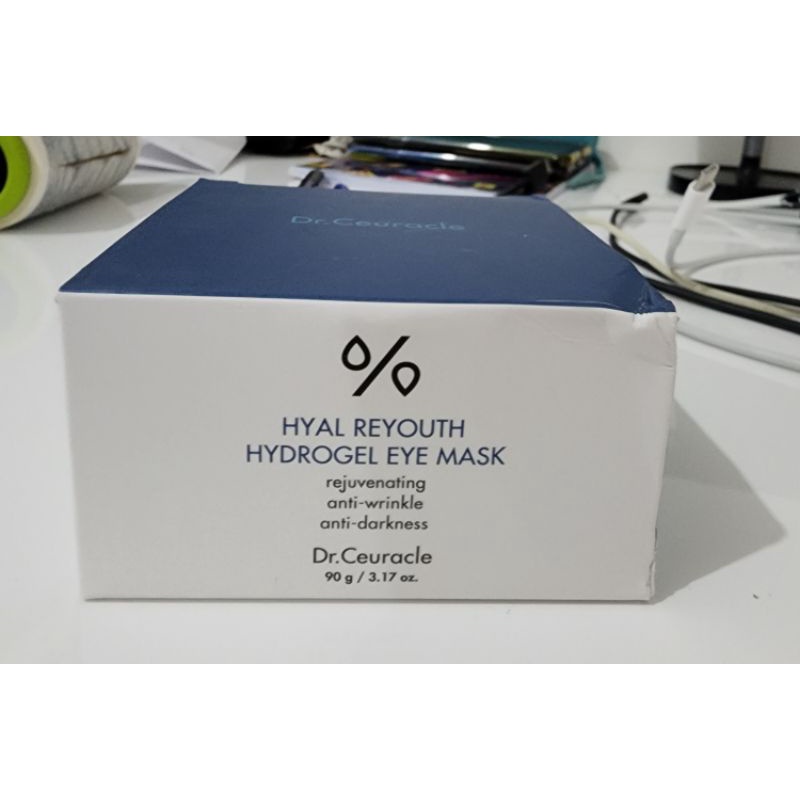 Dr.Ceuracle
%
HYAL REYOUTH
HYDROGEL EYE MASK
rejuvenating
anti-wrinkle
anti-darkness
Dr.Ceuracle
90 g / 3.17 oz.